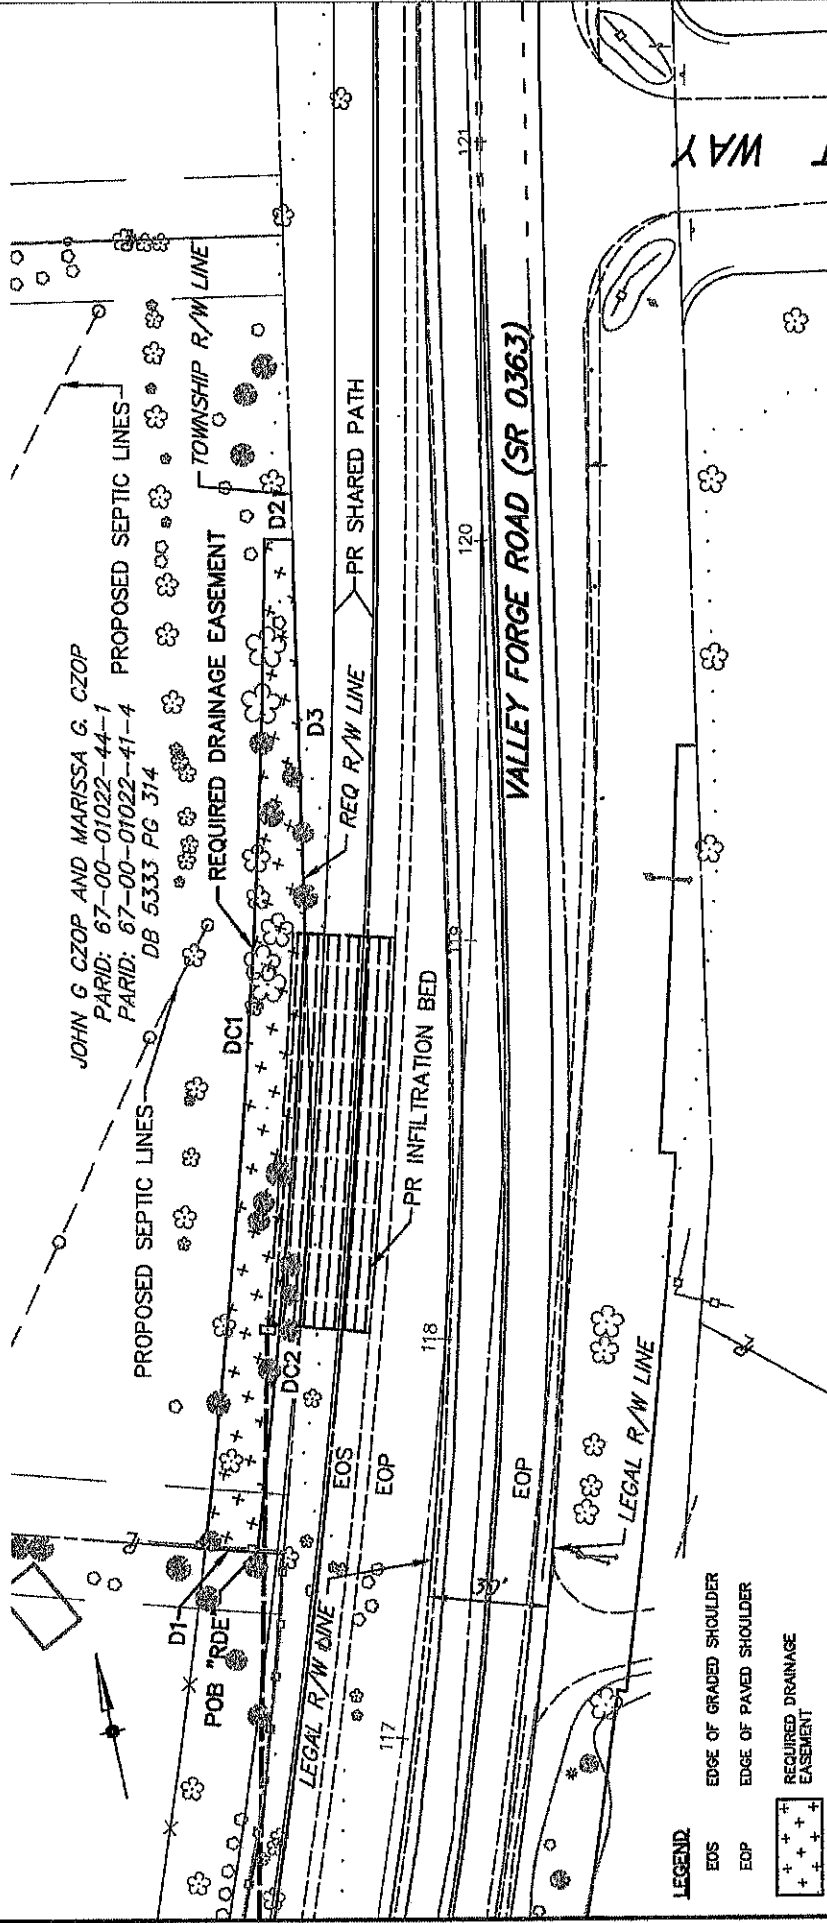 JOHN G CZOP AND MARISSA G. CZOP
PARID: 67-00-01022-44-1
PARID: 67-00-01022-41-4
DB 5333 PG 314
PROPOSED SEPTIC LINES
PROPOSED SEPTIC LINES
TOWNSHIP R/W LINE
REQUIRED DRAINAGE EASEMENT
D2
DC1
D3
PR SHARED PATH
REQ R/W LINE
DC2
D1
POB "RDE
PR INFILTRATION BED
EOS
EOP
LEGAL R/W LINE
117
118
119
120
121
VALLEY FORGE ROAD (SR 0363)
EOP
30'
LEGAL R/W LINE
T WAY
LEGEND
EOS EDGE OF GRADED SHOULDER
EOP EDGE OF PAVED SHOULDER
REQUIRED DRAINAGE
EASEMENT